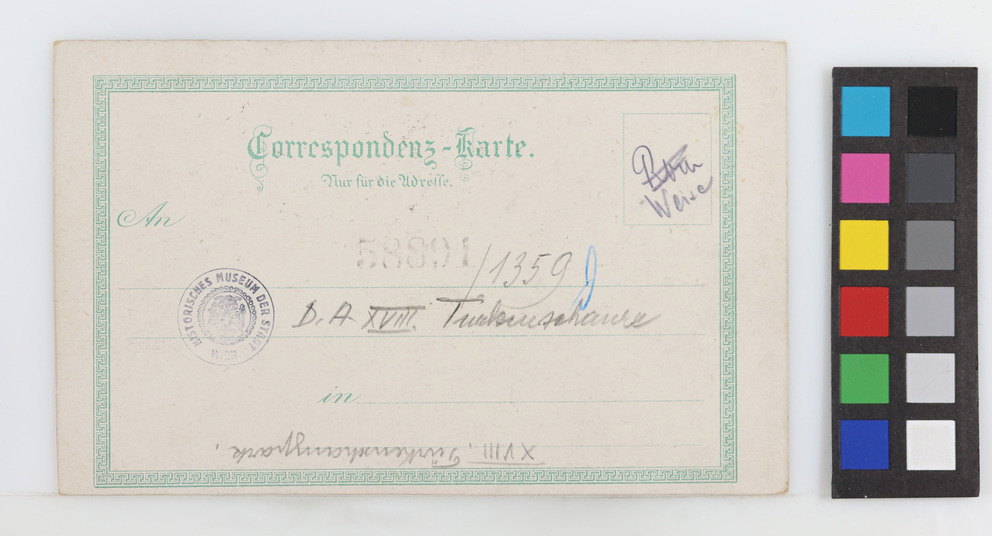 Correspondenz-Karte.
Nur für die Adresse.
Weise
An
58891
/1359
HISTORISCHES MUSEUM DER STADT WIEN
D. A. XVIII. Türkenschanze
in
XVIII. Türkenschanzpark.